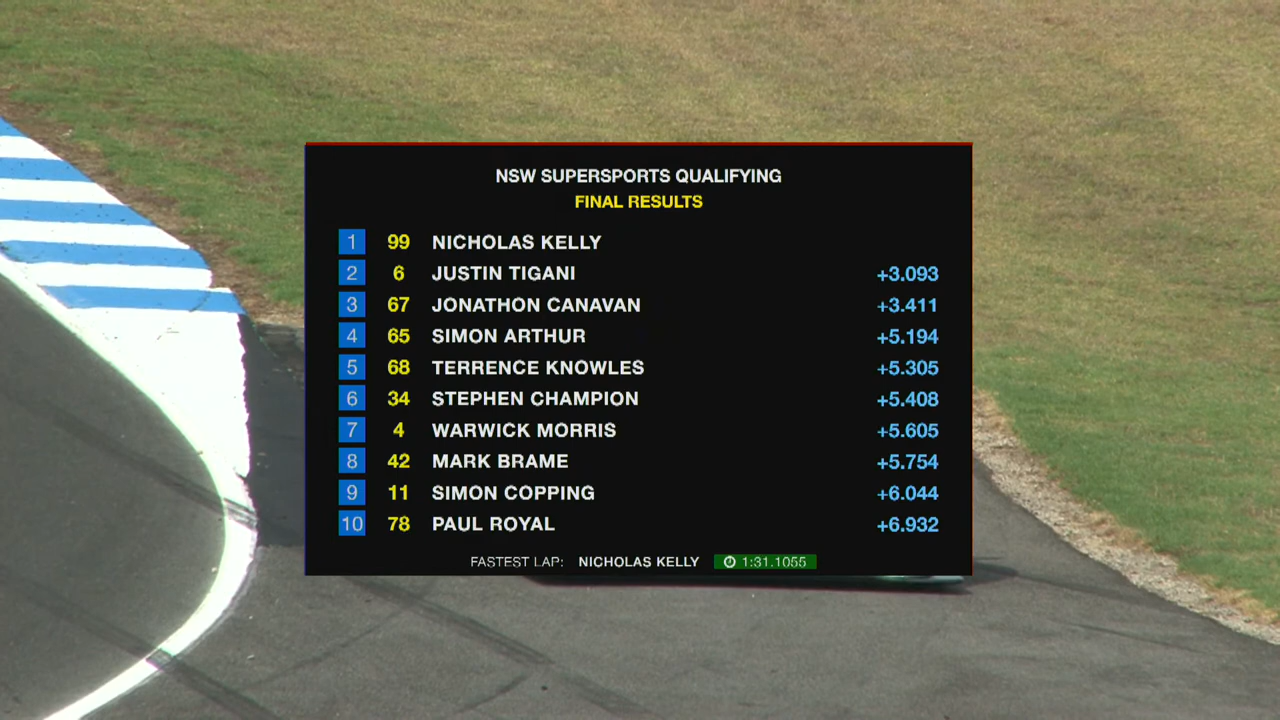 NSW SUPERSPORTS QUALIFYING
FINAL RESULTS
1 99 NICHOLAS KELLY
2 6 JUSTIN TIGANI +3.093
3 67 JONATHON CANAVAN +3.411
4 65 SIMON ARTHUR +5.194
5 68 TERRENCE KNOWLES +5.305
6 34 STEPHEN CHAMPION +5.408
7 4 WARWICK MORRIS +5.605
8 42 MARK BRAME +5.754
9 11 SIMON COPPING +6.044
10 78 PAUL ROYAL +6.932
FASTEST LAP: NICHOLAS KELLY 1:31.1055